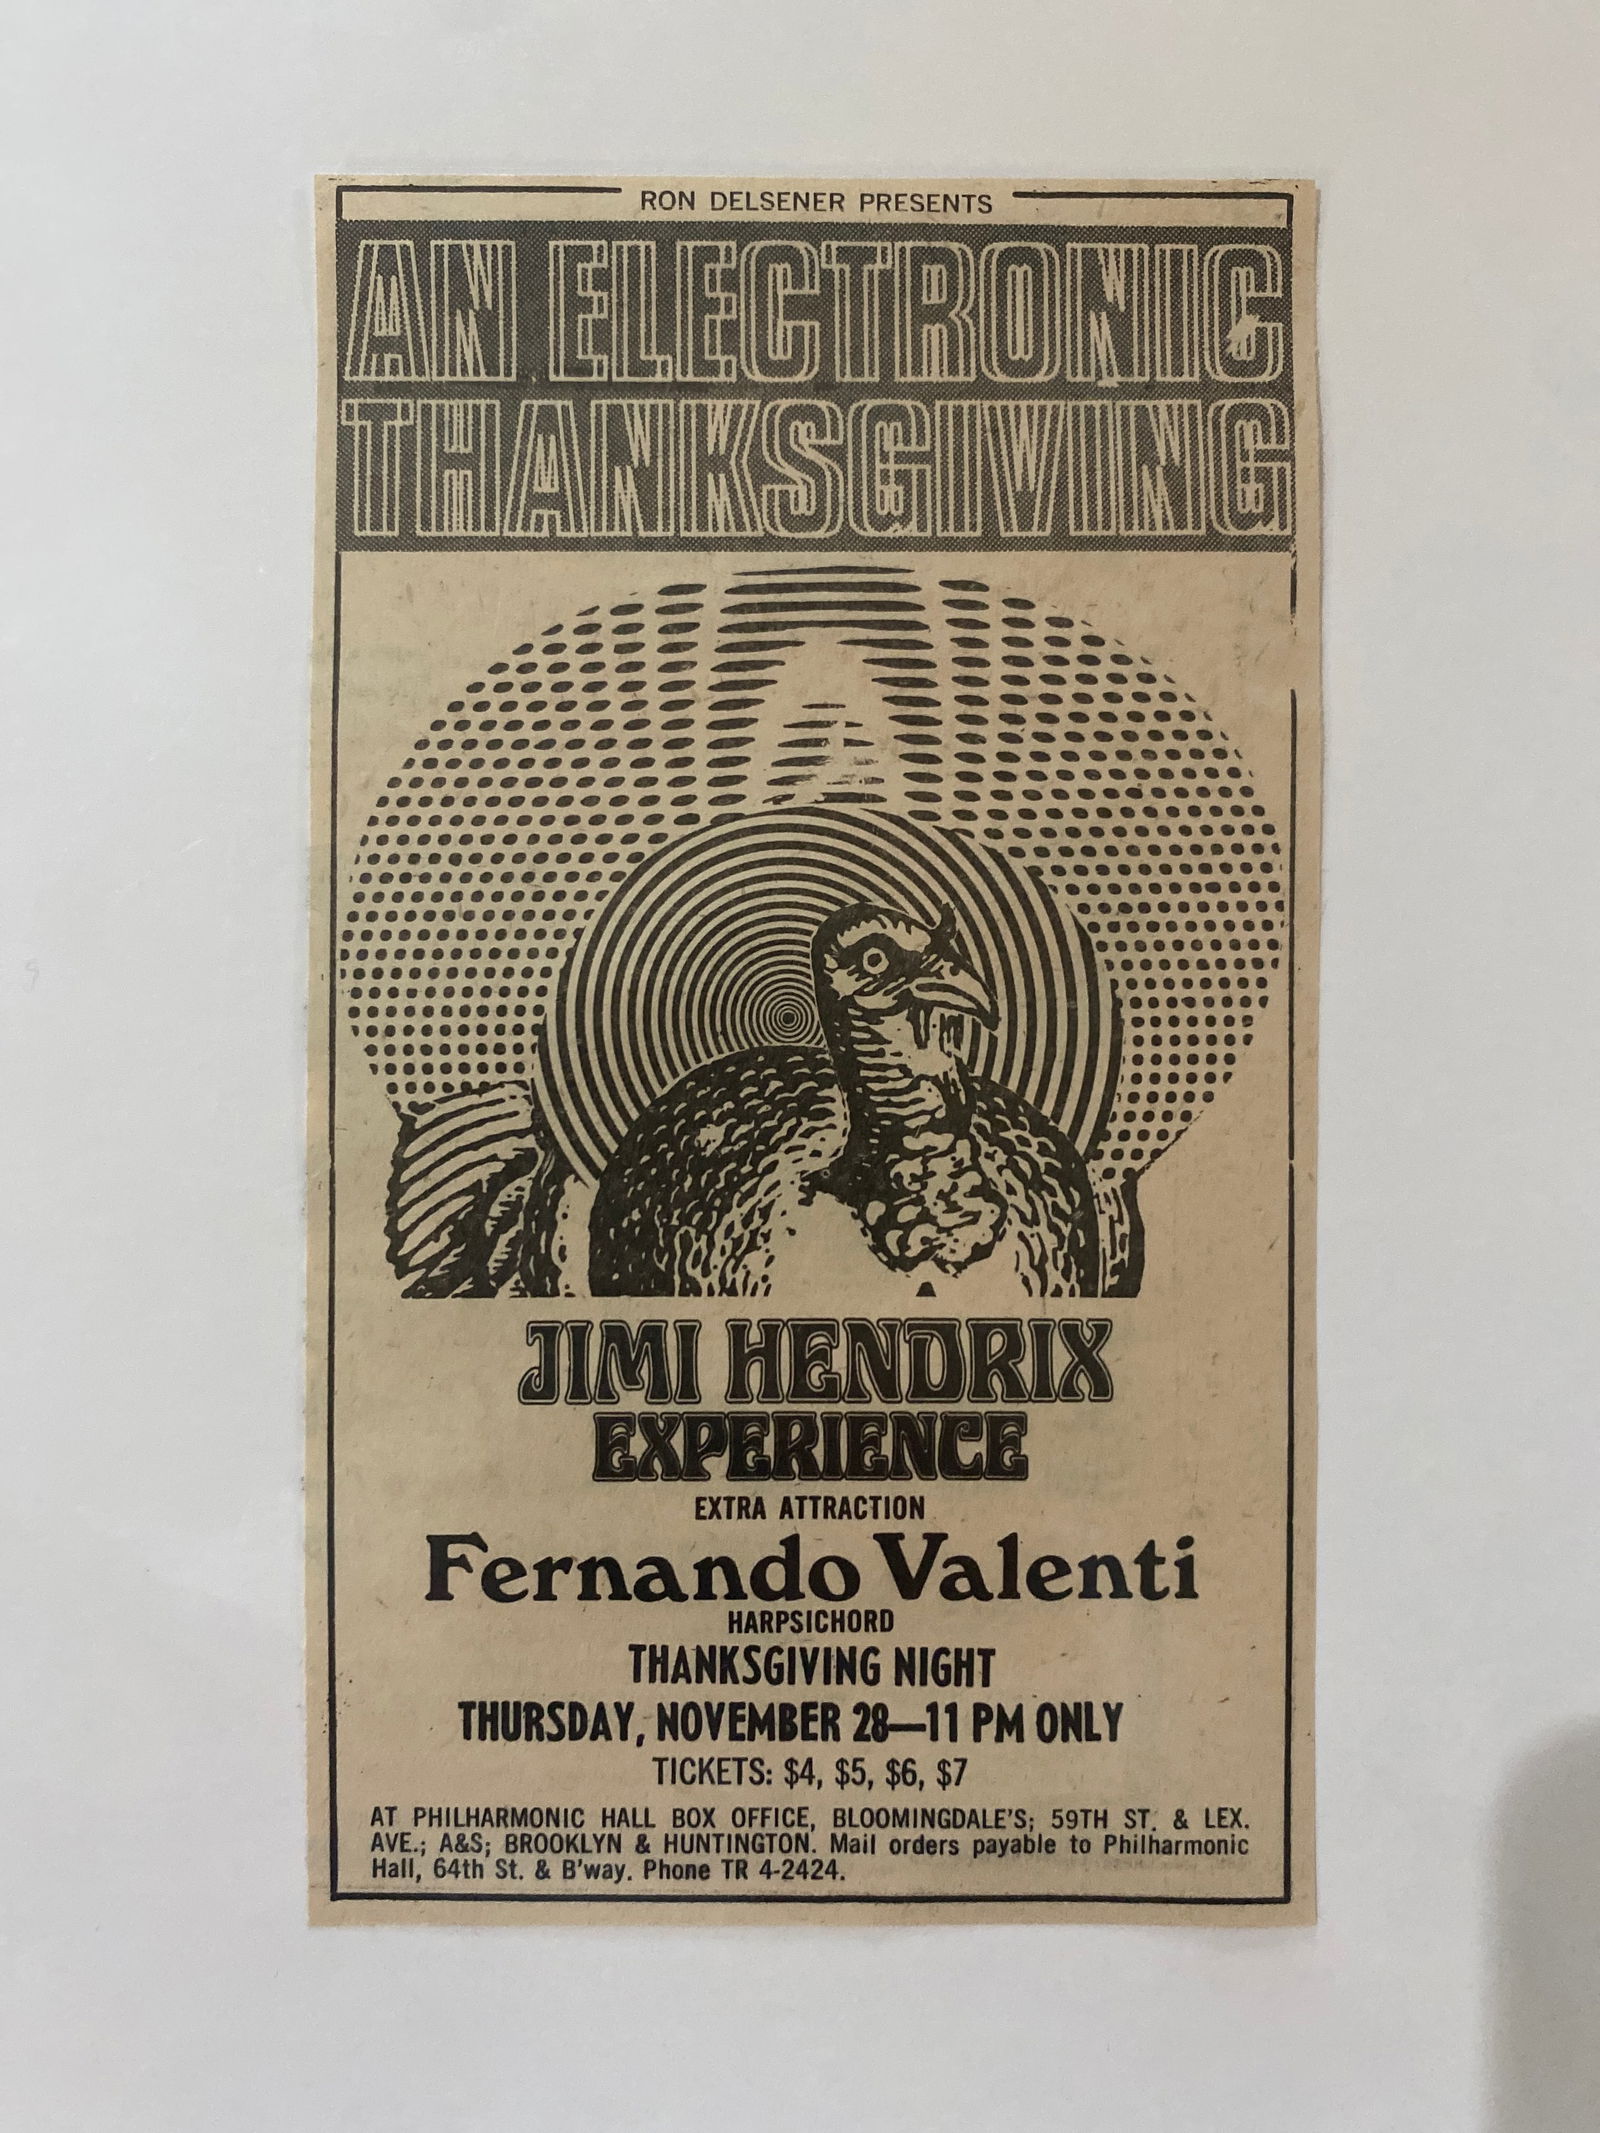 RON DELSENER PRESENTS
AN ELECTRONIC
THANKSGIVING
JIMI HENDRIX
EXPERIENCE
EXTRA ATTRACTION
Fernando Valenti
HARPSICHORD
THANKSGIVING NIGHT
THURSDAY, NOVEMBER 28—11 PM ONLY
TICKETS: $4, $5, $6, $7
AT PHILHARMONIC HALL BOX OFFICE, BLOOMINGDALE'S; 59TH ST. & LEX.
AVE.; A&S; BROOKLYN & HUNTINGTON. Mail orders payable to Philharmonic
Hall, 64th St. & B'way. Phone TR 4-2424.